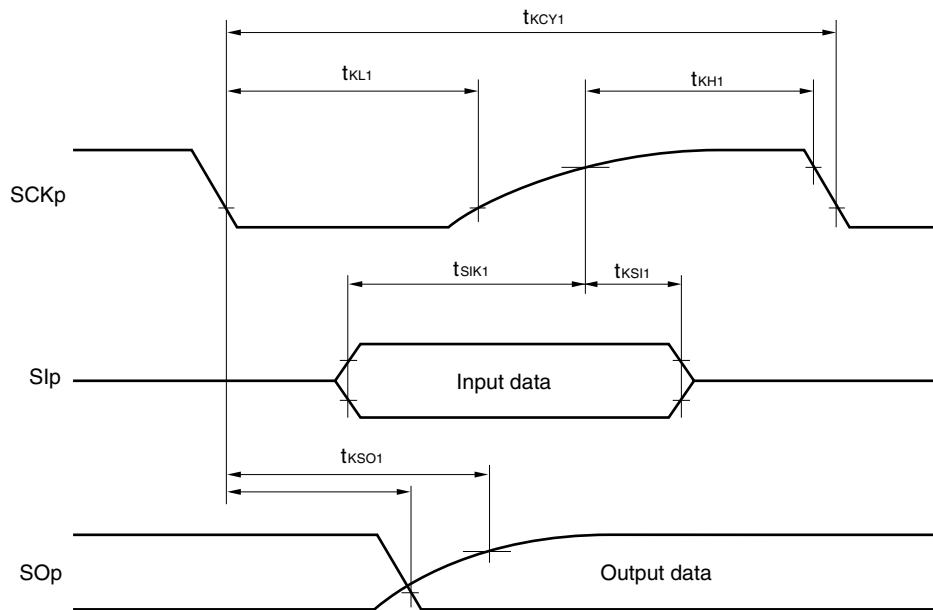 tKCY1
tKL1
tKH1
SCKp
tSIK1
tKSI1
SIp
Input data
tKSO1
SOp
Output data